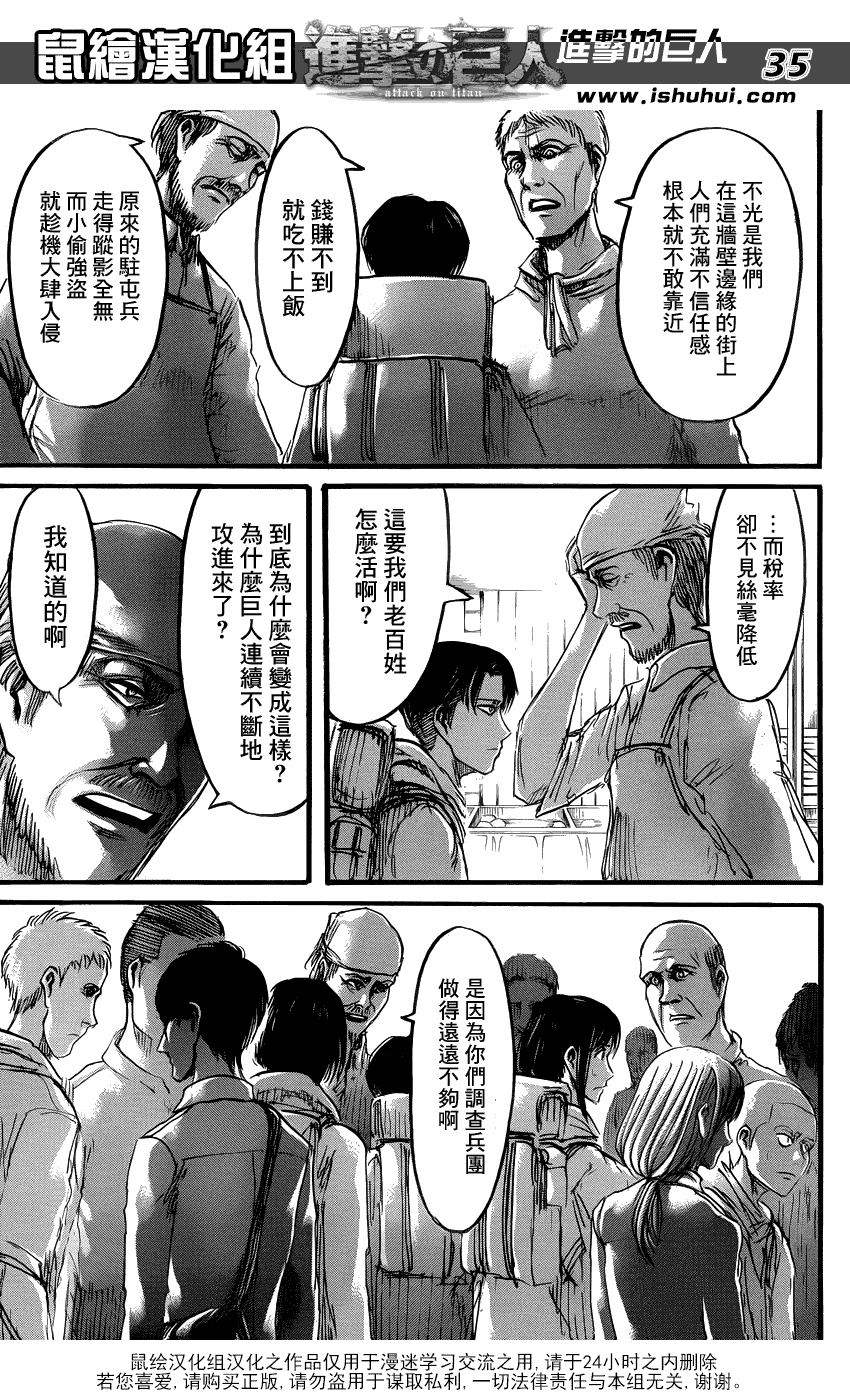 鼠繪漢化組
進撃の巨人
attack on titan
進擊的巨人
35
www.ishuhui.com
不光是我們
在這牆壁邊緣的街上
人們充滿不信任感
根本就不敢靠近
錢賺不到
就吃不上飯
原來的駐屯兵
走得蹤影全無
而小偷強盜
就趁機大肆入侵
…而稅率
卻不見絲毫降低
這要我們老百姓
怎麼活啊?
到底為什麼會變成這樣?
為什麼巨人連續不斷地
攻進來了?
我知道的啊
是因為你們調查兵團
做得遠遠不夠啊
鼠绘汉化组汉化之作品仅用于漫迷学习交流之用, 请于24小时之内删除
若您喜爱, 请购买正版, 请勿用于谋取私利, 一切法律责任与本组无关, 谢谢。